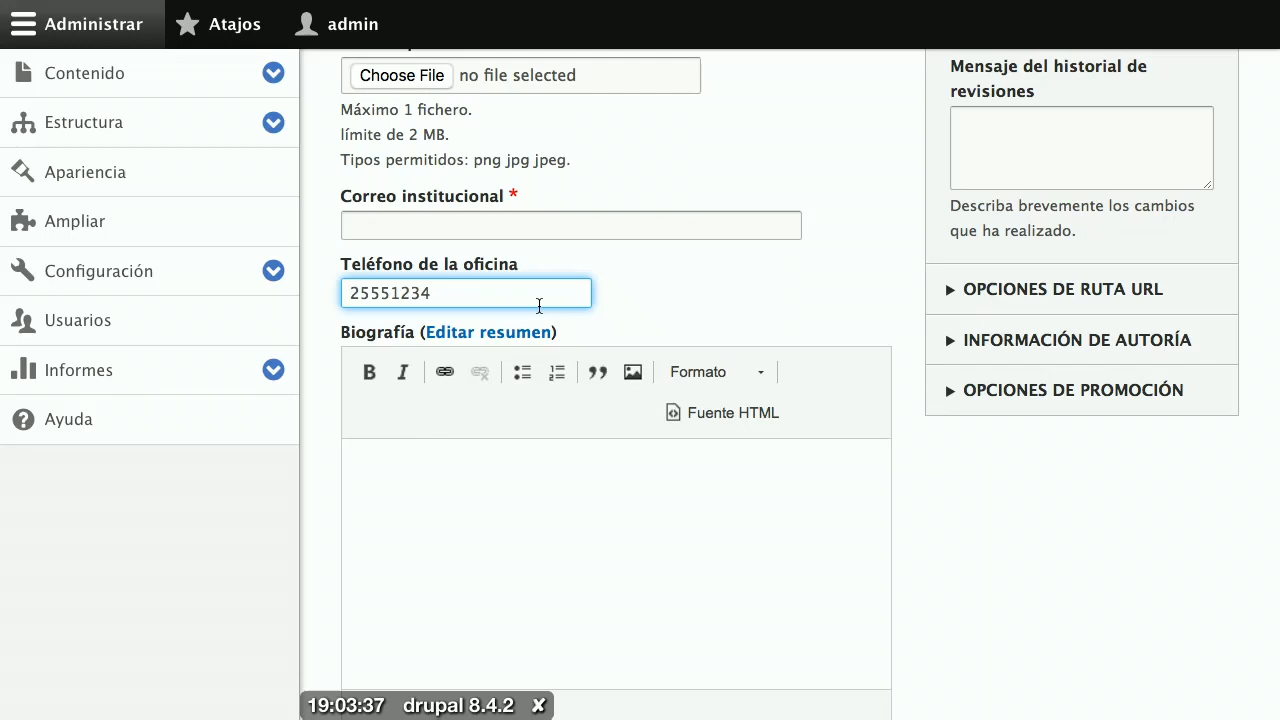 Administrar
Atajos
admin
Contenido
Estructura
Apariencia
Ampliar
Configuración
Usuarios
Informes
Ayuda
Choose File no file selected
Máximo 1 fichero.
límite de 2 MB.
Tipos permitidos: png jpg jpeg.
Correo institucional *
Teléfono de la oficina
25551234
Biografía (Editar resumen)
B I
Formato
Fuente HTML
Mensaje del historial de
revisiones
Describa brevemente los cambios
que ha realizado.
OPCIONES DE RUTA URL
INFORMACIÓN DE AUTORÍA
OPCIONES DE PROMOCIÓN
19:03:37 drupal 8.4.2 ✘